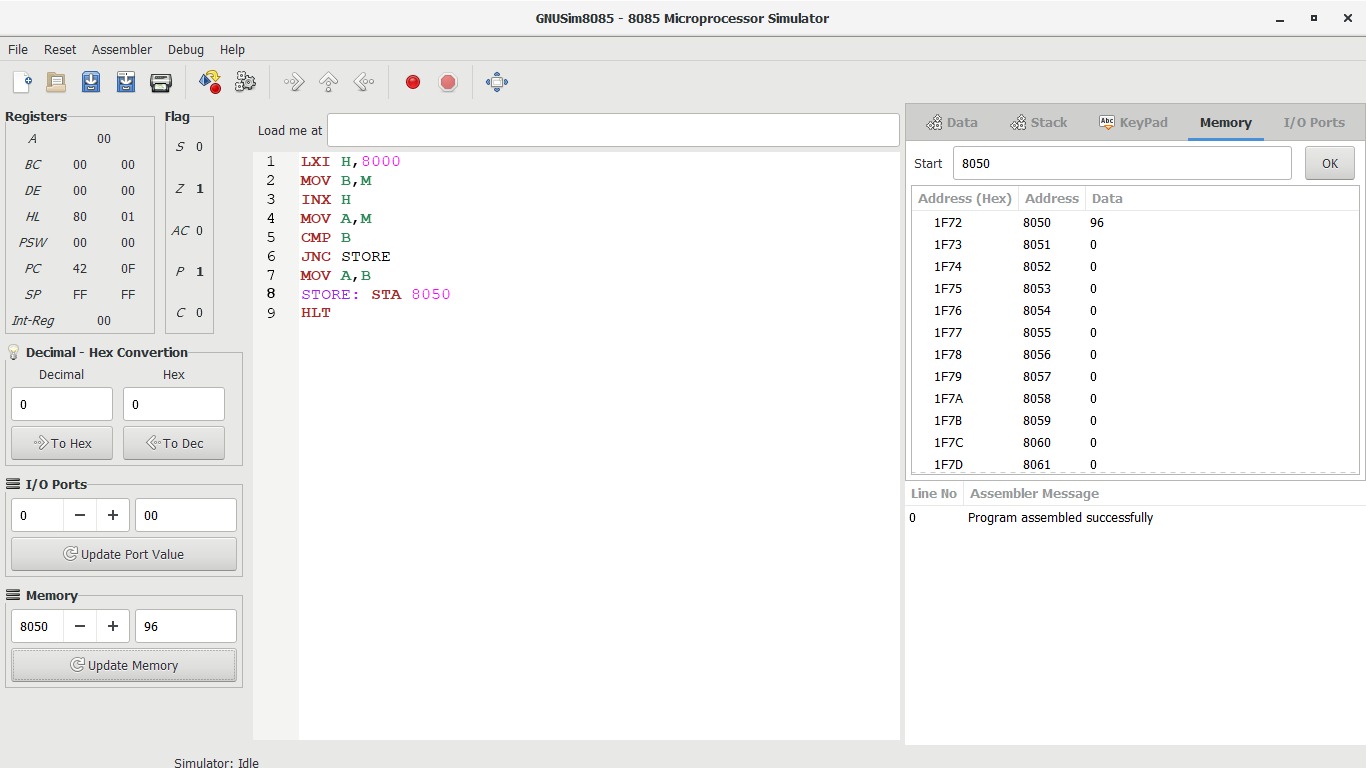 GNUSim8085 - 8085 Microprocessor Simulator
File Reset Assembler Debug Help
Registers
A 00
BC 00 00
DE 00 00
HL 80 01
PSW 00 00
PC 42 0F
SP FF FF
Int-Reg 00
Flag
S 0
Z 1
AC 0
P 1
C 0
Decimal - Hex Convertion
Decimal Hex
0 0
To Hex To Dec
I/O Ports
0 − + 00
Update Port Value
Memory
8050 − + 96
Update Memory
Load me at
1 LXI H,8000
2 MOV B,M
3 INX H
4 MOV A,M
5 CMP B
6 JNC STORE
7 MOV A,B
8 STORE: STA 8050
9 HLT
Data Stack Abc KeyPad Memory I/O Ports
Start 8050 OK
Address (Hex) Address Data
1F72 8050 96
1F73 8051 0
1F74 8052 0
1F75 8053 0
1F76 8054 0
1F77 8055 0
1F78 8056 0
1F79 8057 0
1F7A 8058 0
1F7B 8059 0
1F7C 8060 0
1F7D 8061 0
Line No Assembler Message
0 Program assembled successfully
Simulator: Idle